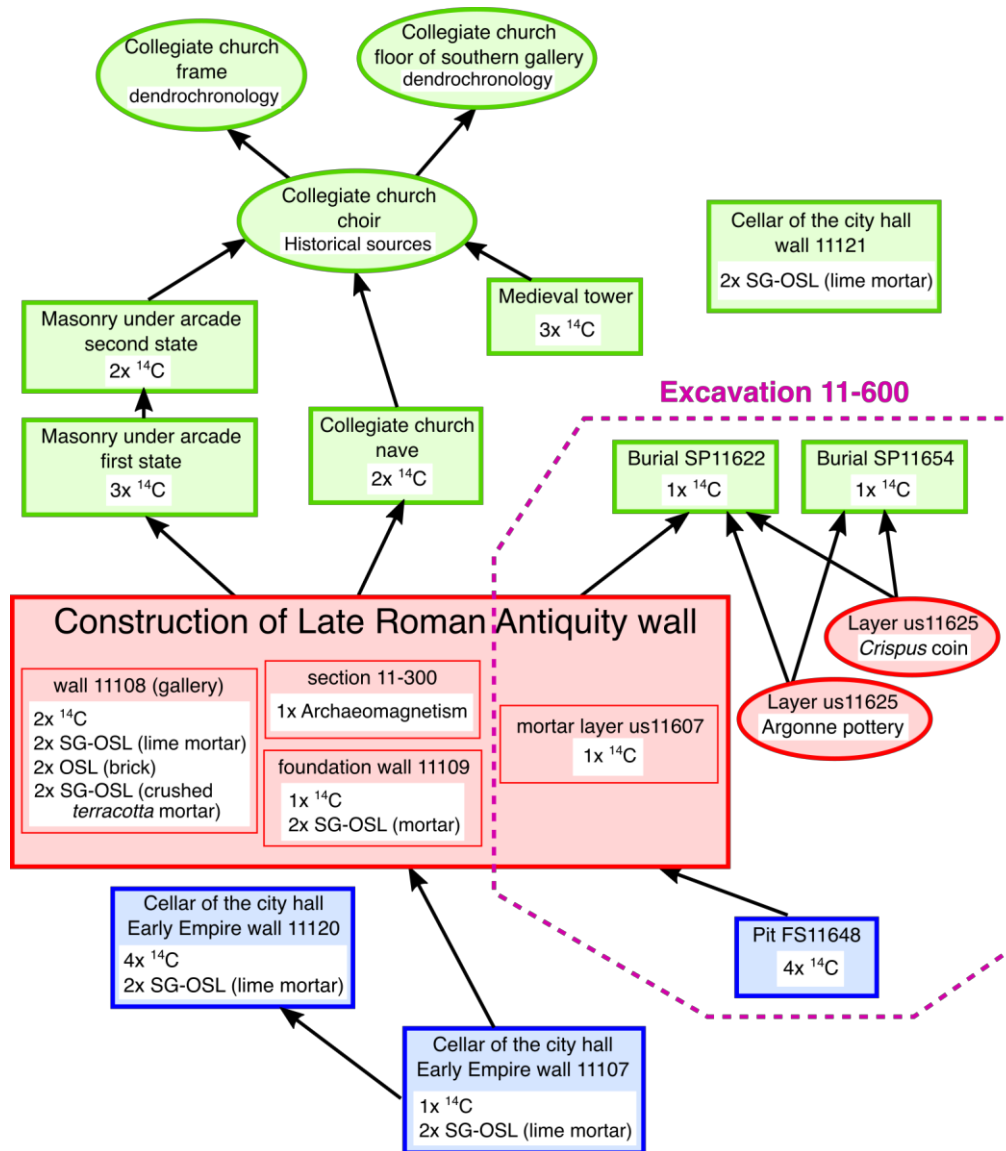 Collegiate church
frame
dendrochronology
Collegiate church
floor of southern gallery
dendrochronology
Collegiate church
choir
Historical sources
Cellar of the city hall
wall 11121
2x SG-OSL (lime mortar)
Masonry under arcade
second state
2x ¹⁴C
Medieval tower
3x ¹⁴C
Masonry under arcade
first state
3x ¹⁴C
Collegiate church
nave
2x ¹⁴C
Excavation 11-600
Burial SP11622
1x ¹⁴C
Burial SP11654
1x ¹⁴C
Construction of Late Roman Antiquity wall
wall 11108 (gallery)
2x ¹⁴C
2x SG-OSL (lime mortar)
2x OSL (brick)
2x SG-OSL (crushed
terracotta mortar)
section 11-300
1x Archaeomagnetism
foundation wall 11109
1x ¹⁴C
2x SG-OSL (mortar)
mortar layer us11607
1x ¹⁴C
Layer us11625
Crispus coin
Layer us11625
Argonne pottery
Cellar of the city hall
Early Empire wall 11120
4x ¹⁴C
2x SG-OSL (lime mortar)
Pit FS11648
4x ¹⁴C
Cellar of the city hall
Early Empire wall 11107
1x ¹⁴C
2x SG-OSL (lime mortar)